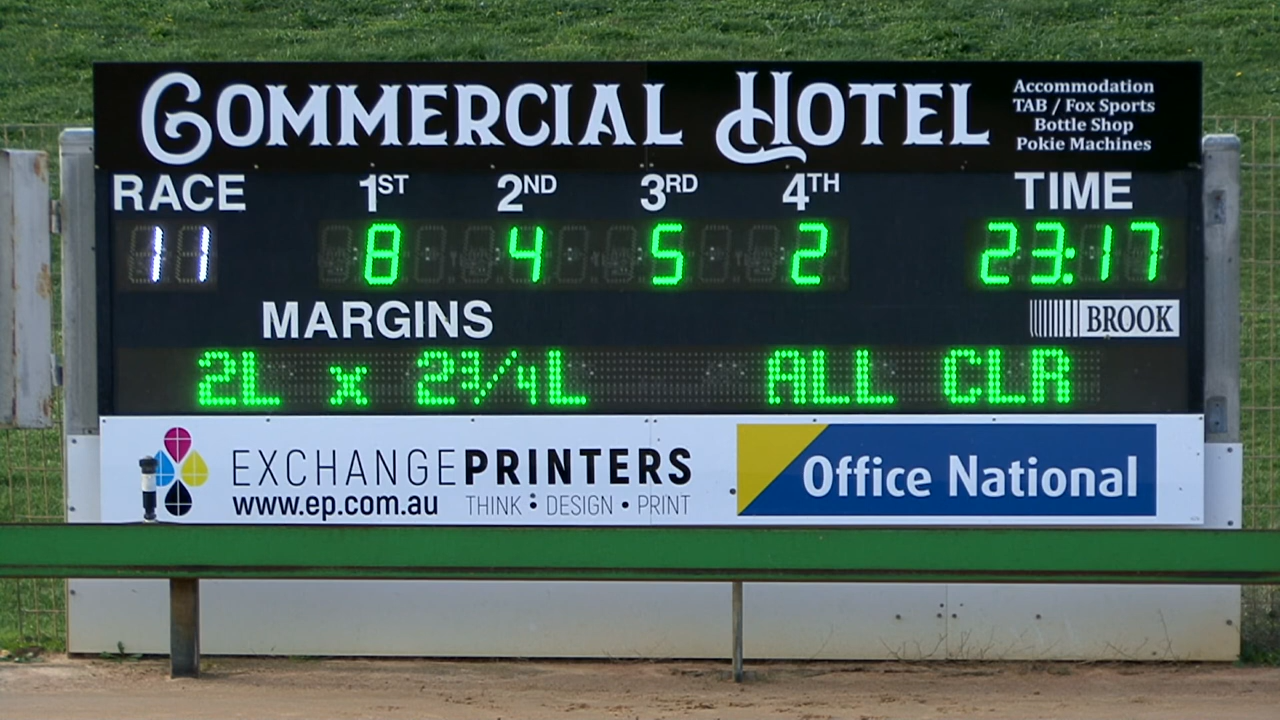 COMMERCIAL HOTEL
Accommodation
TAB / Fox Sports
Bottle Shop
Pokie Machines
RACE 1ST 2ND 3RD 4TH TIME
11 8 4 5 2 23:17
MARGINS
BROOK
2L x 2¾L ALL CLR
EXCHANGEPRINTERS
www.ep.com.au THINK • DESIGN • PRINT
Office National